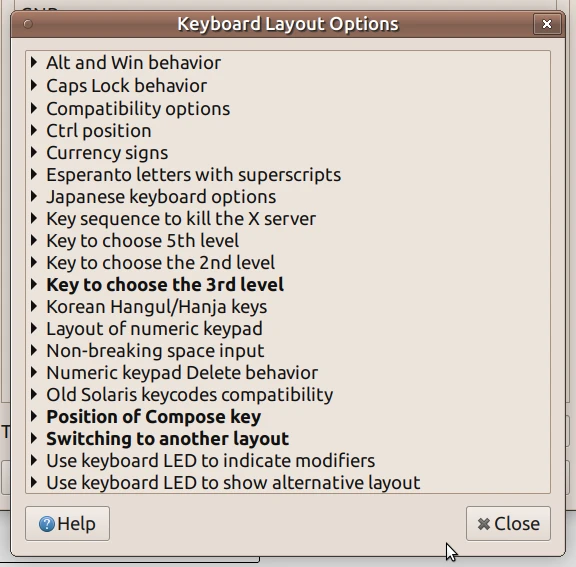 Keyboard Layout Options
Alt and Win behavior
Caps Lock behavior
Compatibility options
Ctrl position
Currency signs
Esperanto letters with superscripts
Japanese keyboard options
Key sequence to kill the X server
Key to choose 5th level
Key to choose the 2nd level
Key to choose the 3rd level
Korean Hangul/Hanja keys
Layout of numeric keypad
Non-breaking space input
Numeric keypad Delete behavior
Old Solaris keycodes compatibility
Position of Compose key
Switching to another layout
Use keyboard LED to indicate modifiers
Use keyboard LED to show alternative layout
Help Close